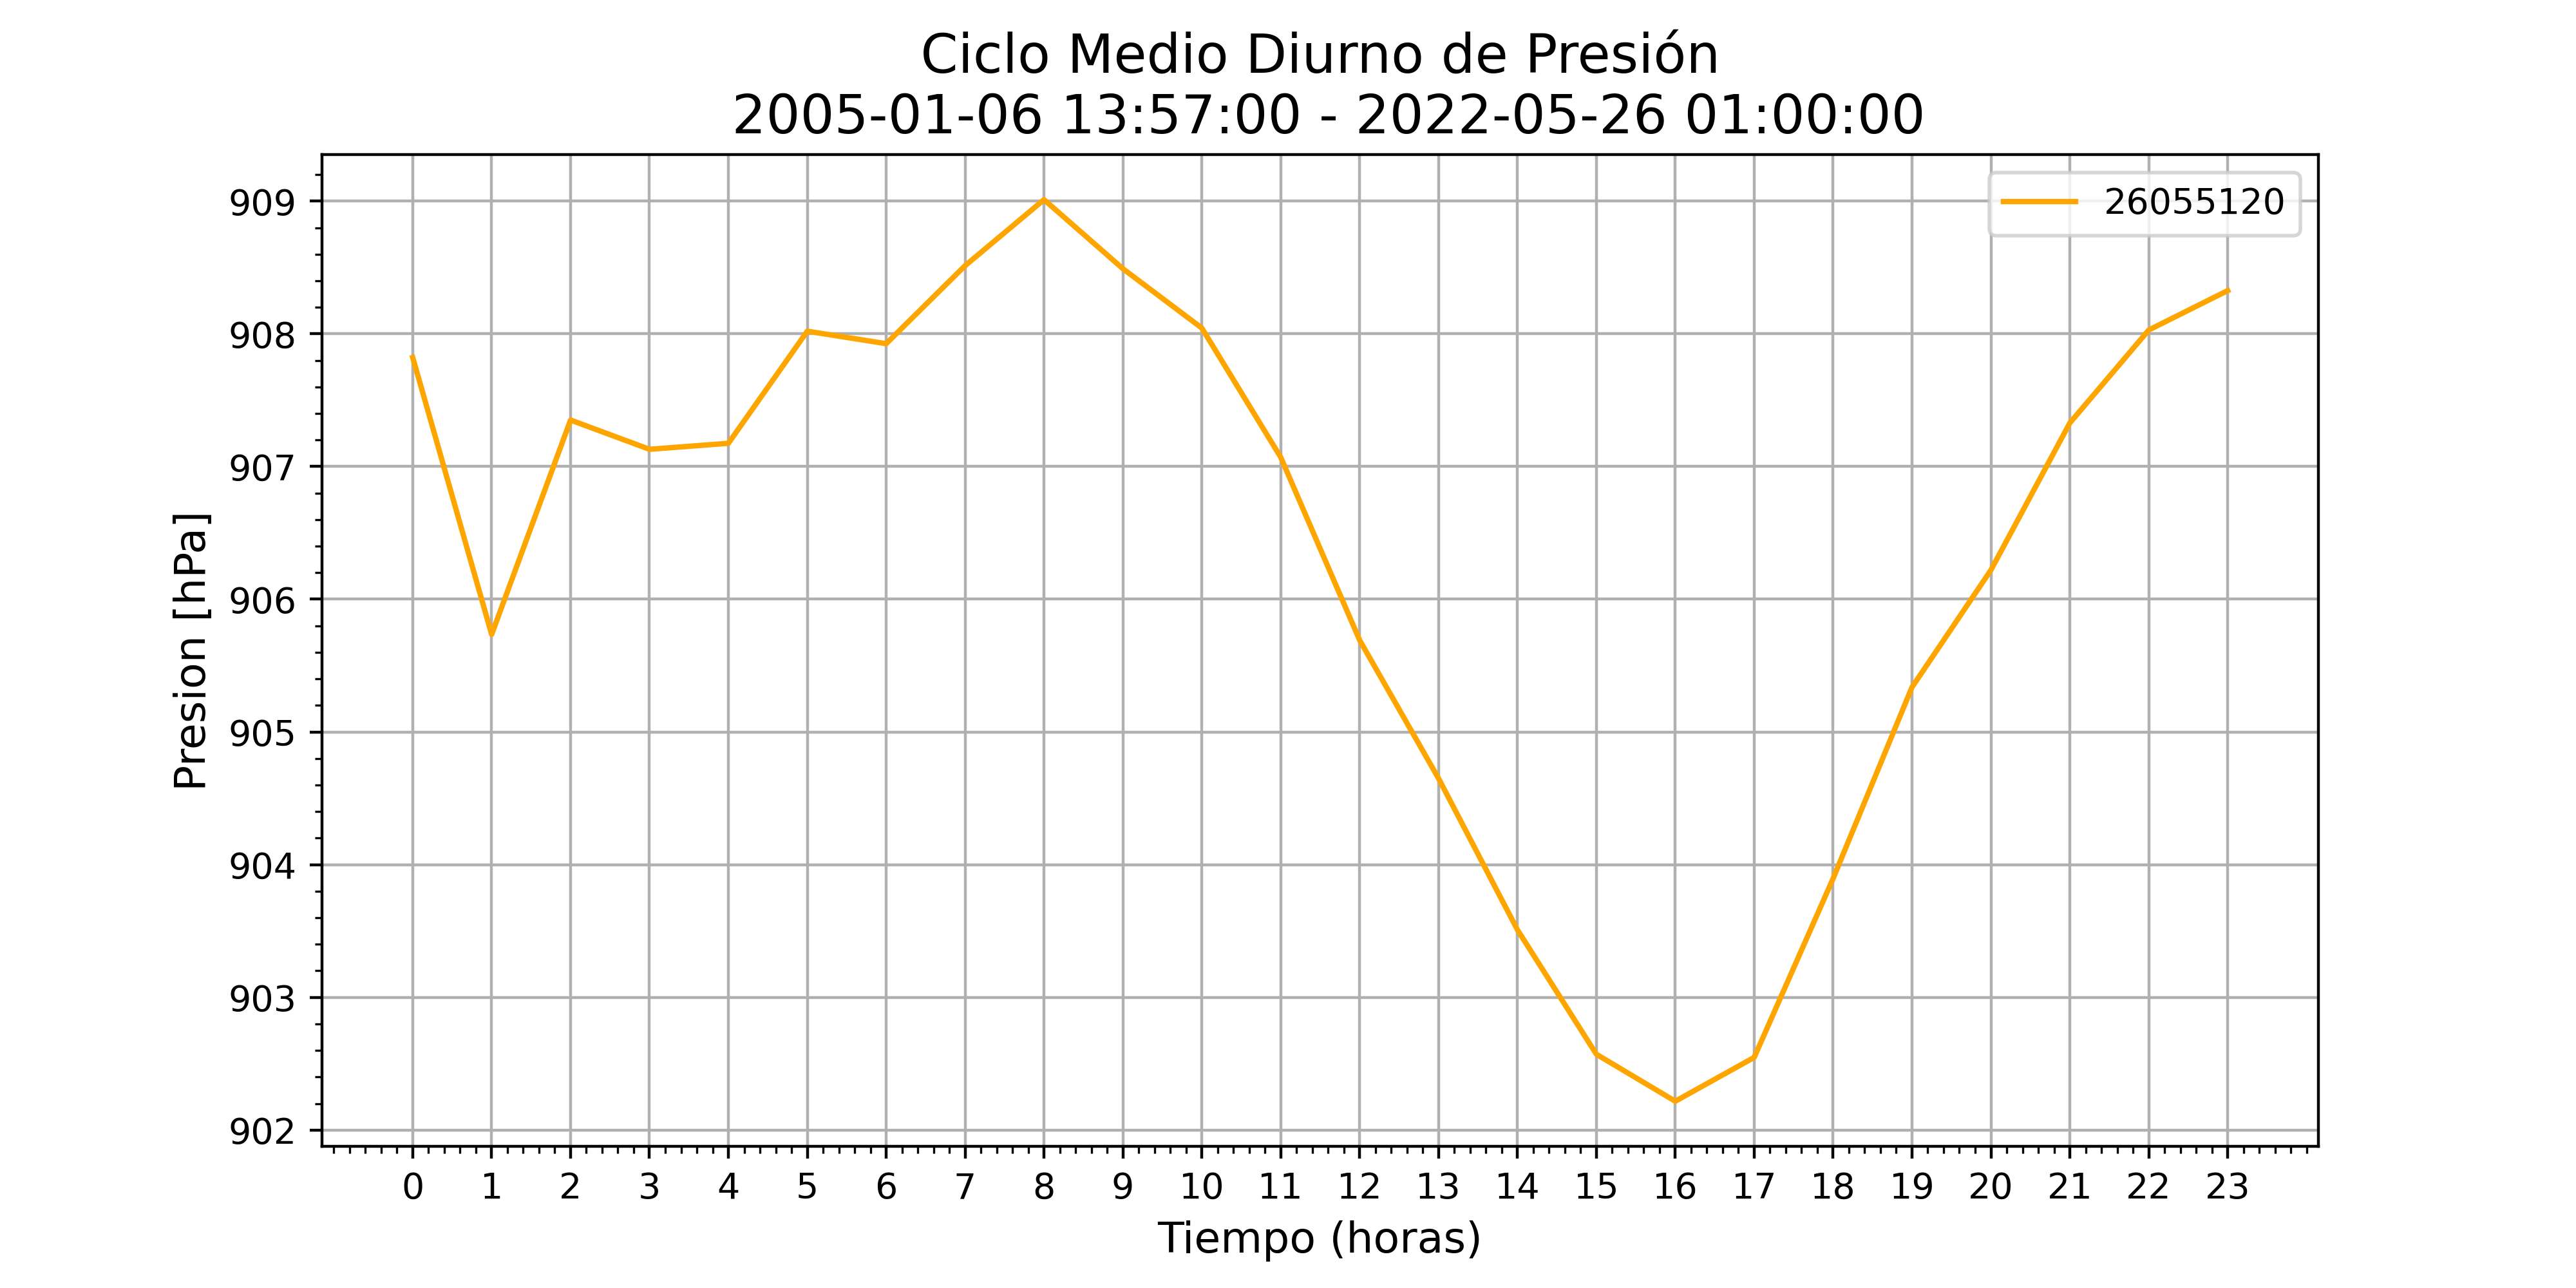 Ciclo Medio Diurno de Presión
2005-01-06 13:57:00 - 2022-05-26 01:00:00
26055120
909
908
907
906
905
904
903
902
Presion [hPa]
0 1 2 3 4 5 6 7 8 9 10 11 12 13 14 15 16 17 18 19 20 21 22 23
Tiempo (horas)